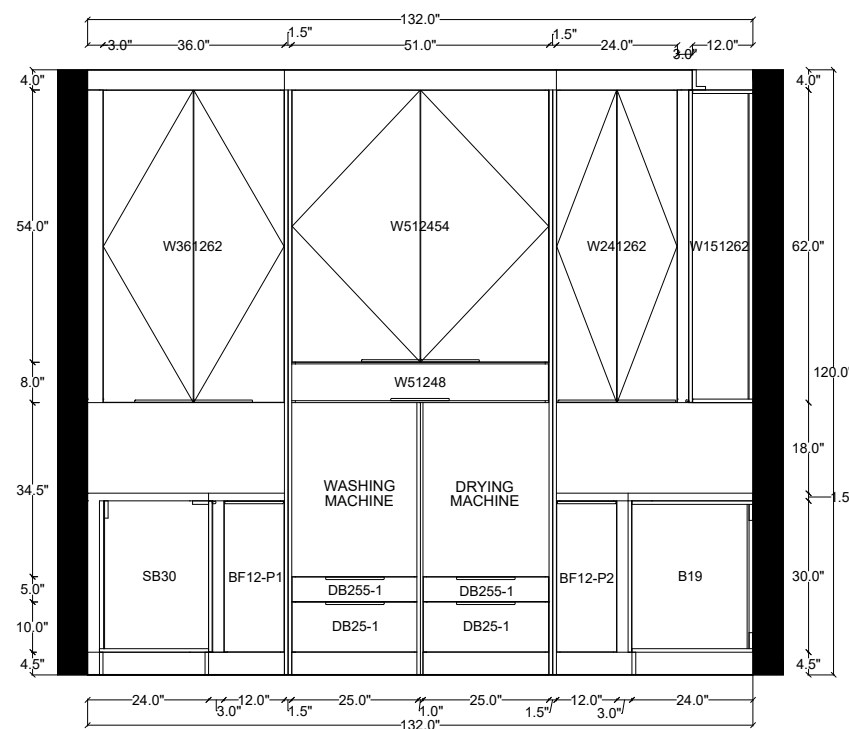 132.0"
1.5"
1.5"
3.0"
36.0"
51.0"
24.0"
3.0"
12.0"
4.0"
4.0"
54.0"
W361262
W512454
W241262
W151262
62.0"
120.0"
8.0"
W51248
18.0"
34.5"
WASHING
MACHINE
DRYING
MACHINE
1.5"
SB30
BF12-P1
DB255-1
DB255-1
BF12-P2
B19
30.0"
5.0"
10.0"
DB25-1
DB25-1
4.5"
4.5"
24.0"
3.0"
12.0"
1.5"
25.0"
1.0"
25.0"
1.5"
12.0"
3.0"
24.0"
132.0"